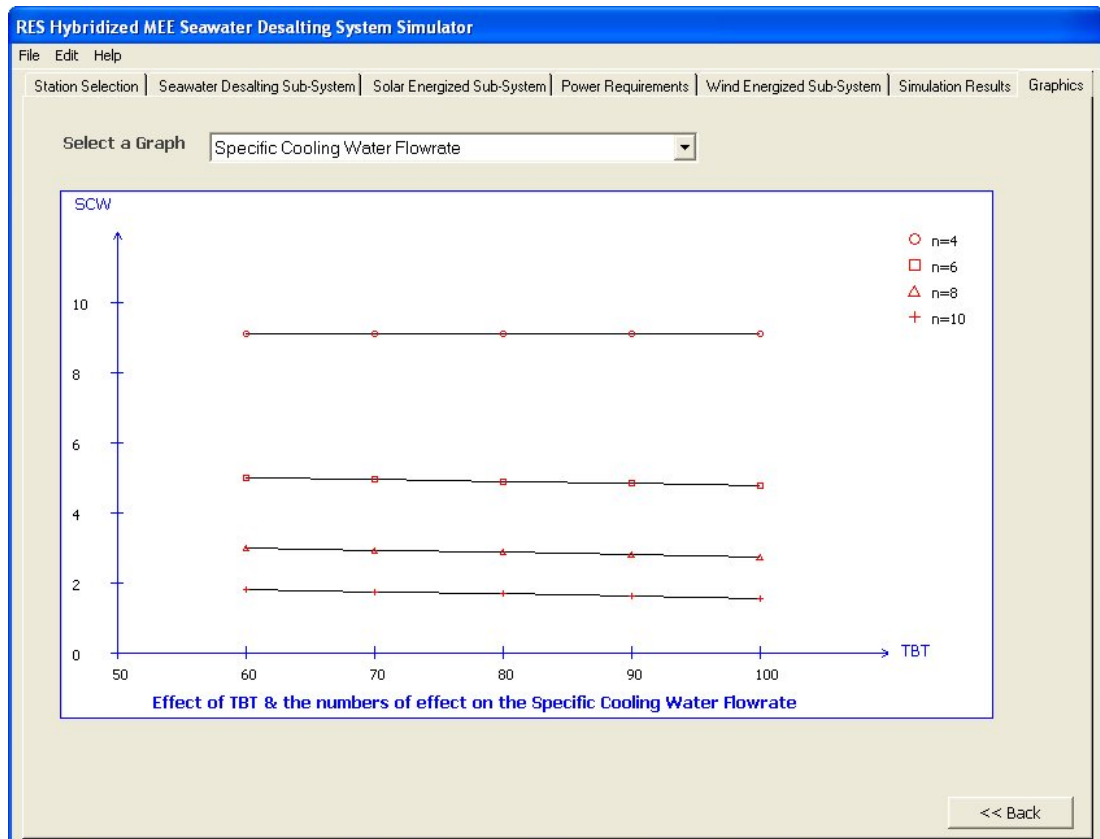 RES Hybridized MEE Seawater Desalting System Simulator
File Edit Help
Station Selection Seawater Desalting Sub-System Solar Energized Sub-System Power Requirements Wind Energized Sub-System Simulation Results Graphics
Select a Graph Specific Cooling Water Flowrate
SCW
n=4
n=6
n=8
n=10
10
8
6
4
2
0
TBT
50 60 70 80 90 100
Effect of TBT & the numbers of effect on the Specific Cooling Water Flowrate
<< Back